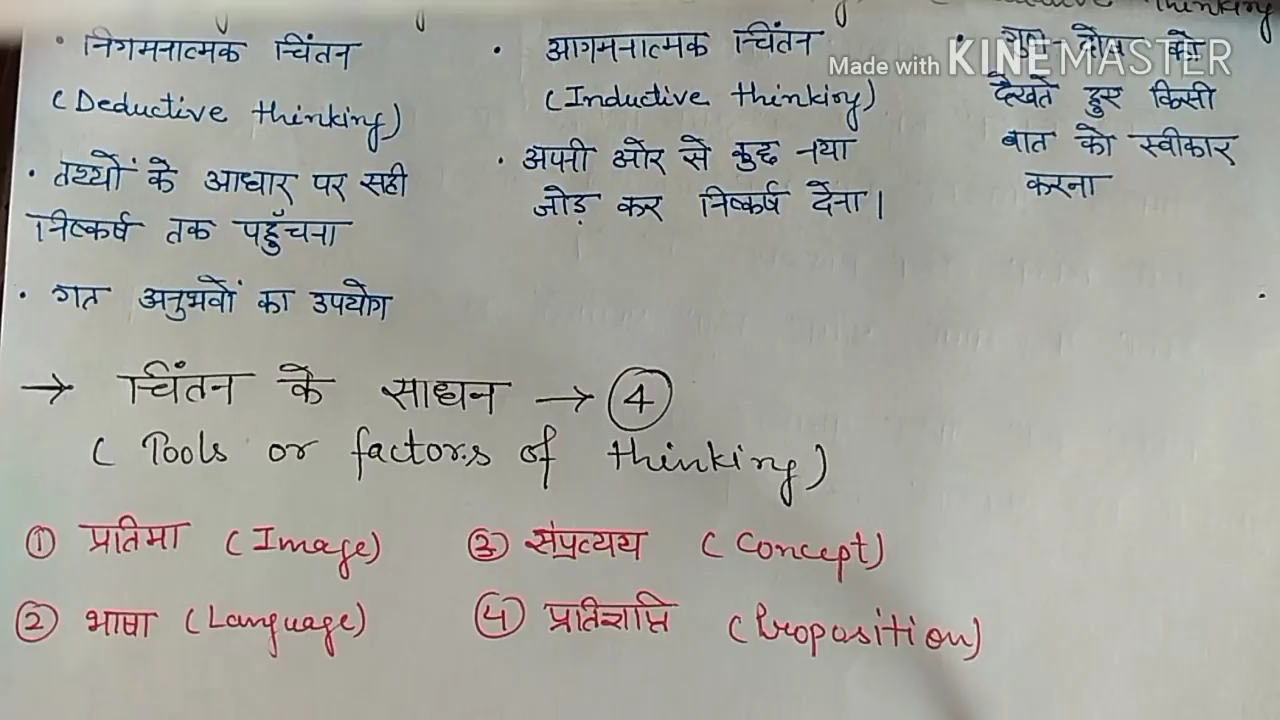 thinking
• निगमनात्मक चिंतन
(Deductive thinking)
• तथ्यों के आधार पर सही
निष्कर्ष तक पहुँचना
• गत अनुभवों का उपयोग
• आगमनात्मक चिंतन
(Inductive thinking)
• अपनी ओर से कुछ नया
जोड़ कर निष्कर्ष देना।
Made with KINEMASTER
• गुण दोष को
देखते हुए किसी
बात को स्वीकार
करना
→ चिंतन के साधन → ④
( Tools or factors of thinking)
① प्रतिमा (Image)
② भाषा (Language)
③ संप्रत्यय (Concept)
④ प्रतिज्ञप्ति (Proposition)